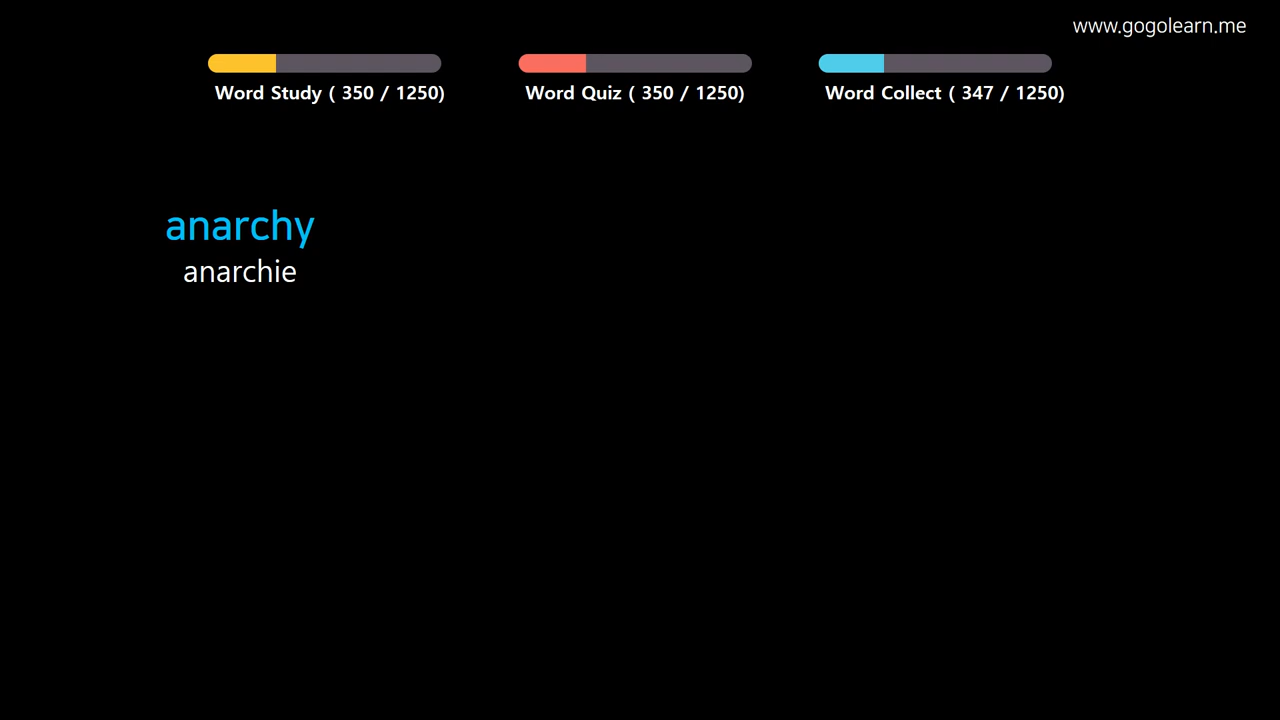 www.gogolearn.me
Word Study ( 350 / 1250)
Word Quiz ( 350 / 1250)
Word Collect ( 347 / 1250)
anarchy
anarchie